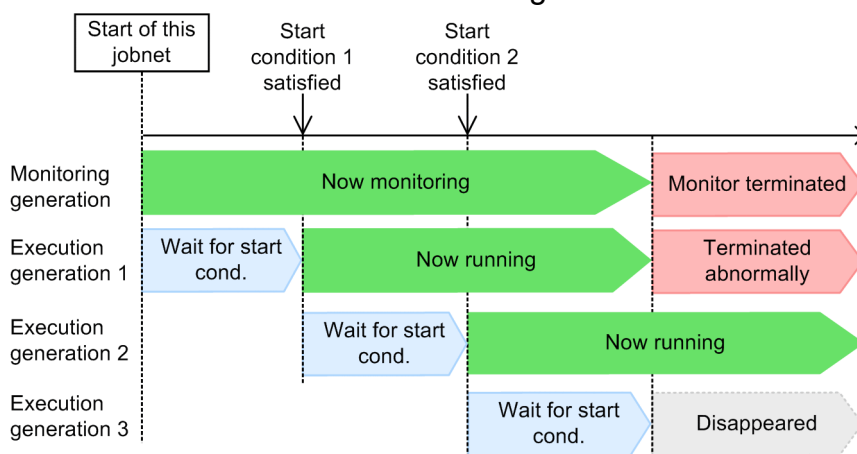 Start of this
jobnet
Start
condition 1
satisfied
Start
condition 2
satisfied
Monitoring
generation
Now monitoring
Monitor terminated
Execution
generation 1
Wait for start
cond.
Now running
Terminated
abnormally
Execution
generation 2
Wait for start
cond.
Now running
Execution
generation 3
Wait for start
cond.
Disappeared